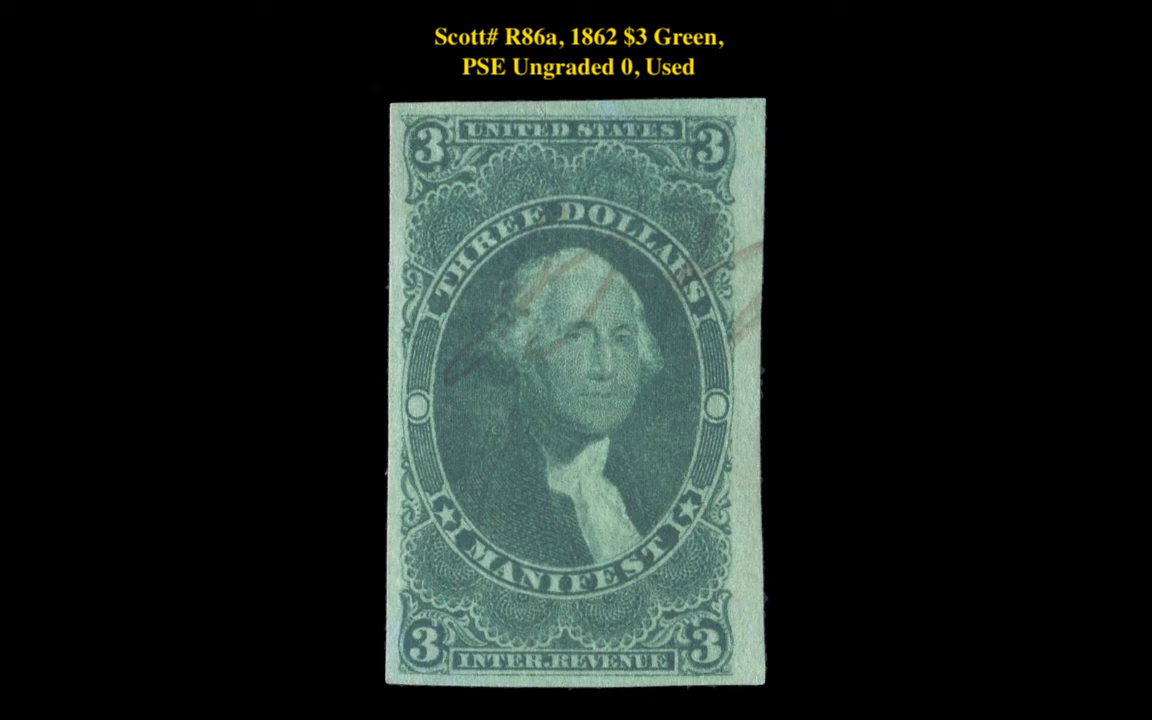 Scott# R86a, 1862 $3 Green,
PSE Ungraded 0, Used
3 UNITED STATES 3
THREE DOLLARS
MANIFEST
3 INTER. REVENUE 3